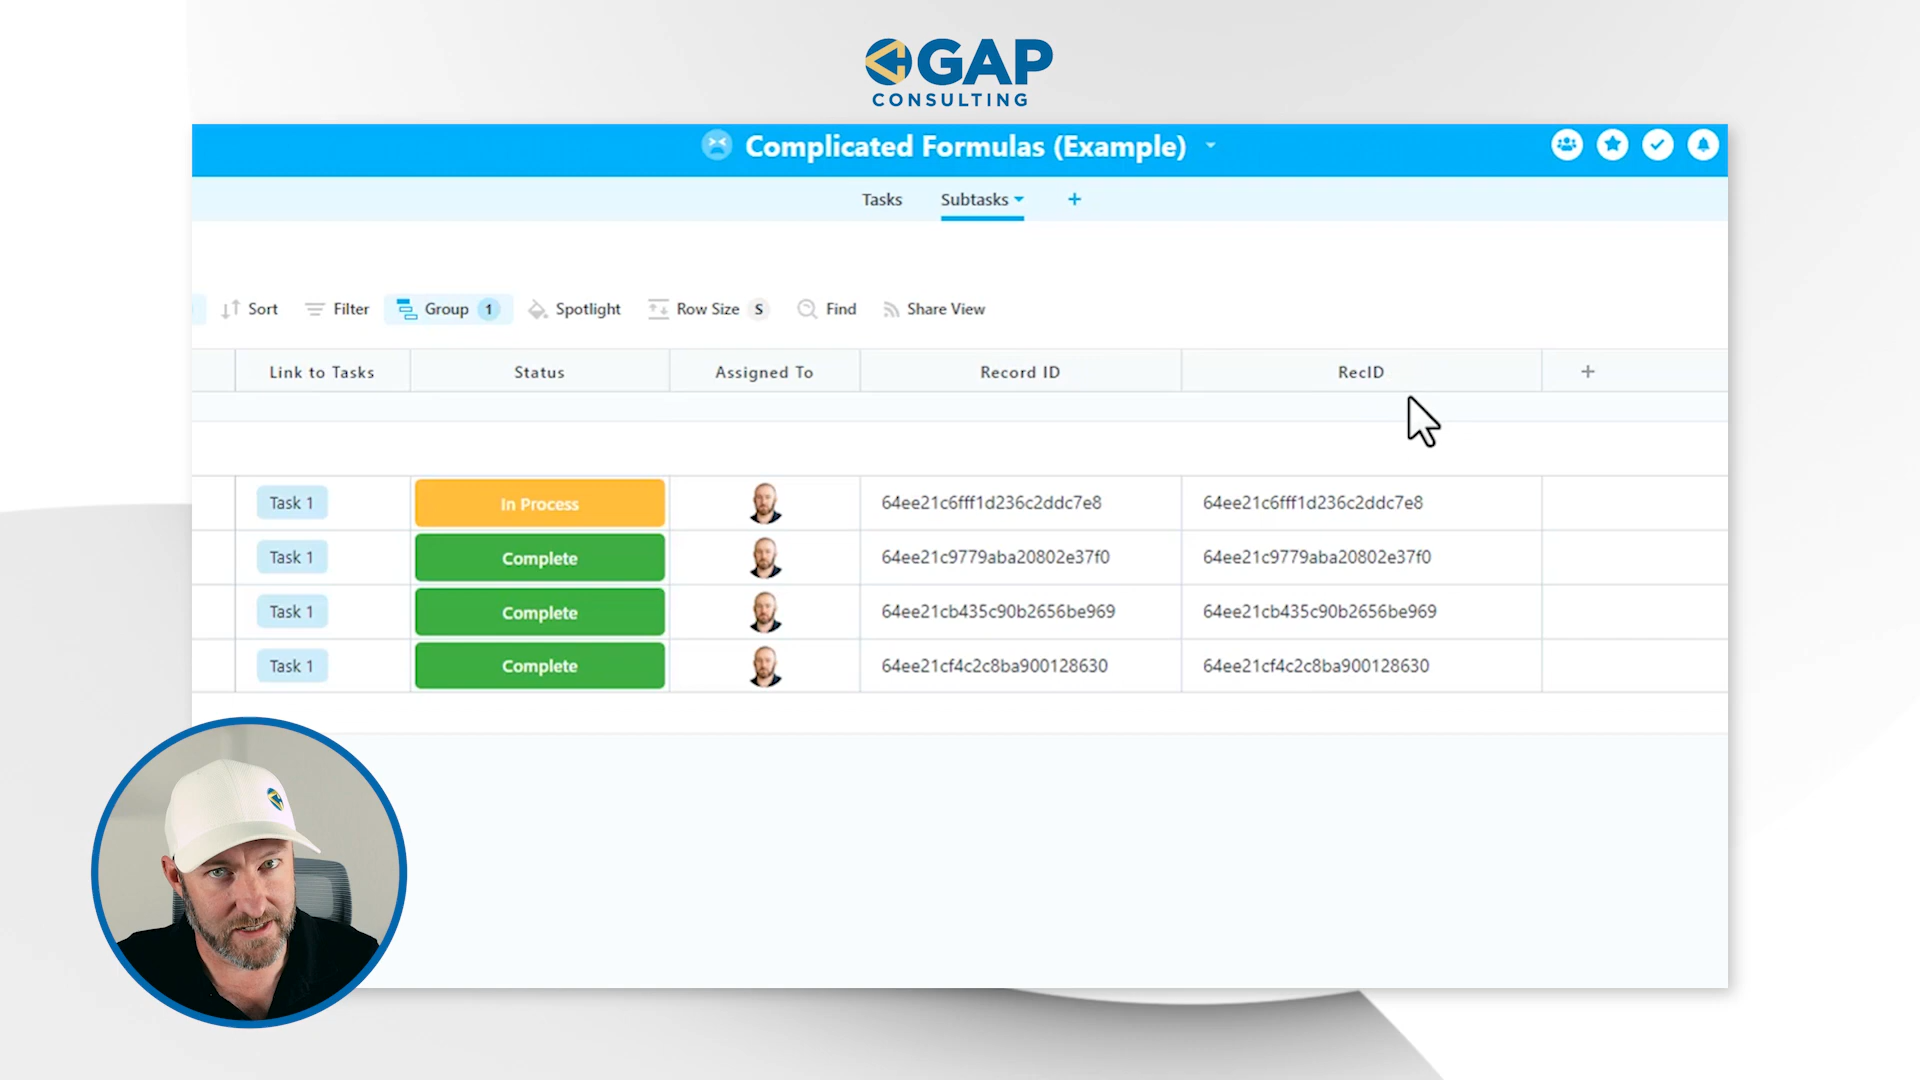 GAP
CONSULTING
Complicated Formulas (Example)
Tasks Subtasks +
Sort Filter Group 1 Spotlight Row Size S Find Share View
Link to Tasks Status Assigned To Record ID RecID +
Task 1 In Process 64ee21c6fff1d236c2ddc7e8 64ee21c6fff1d236c2ddc7e8
Task 1 Complete 64ee21c9779aba20802e37f0 64ee21c9779aba20802e37f0
Task 1 Complete 64ee21cb435c90b2656be969 64ee21cb435c90b2656be969
Task 1 Complete 64ee21cf4c2c8ba900128630 64ee21cf4c2c8ba900128630